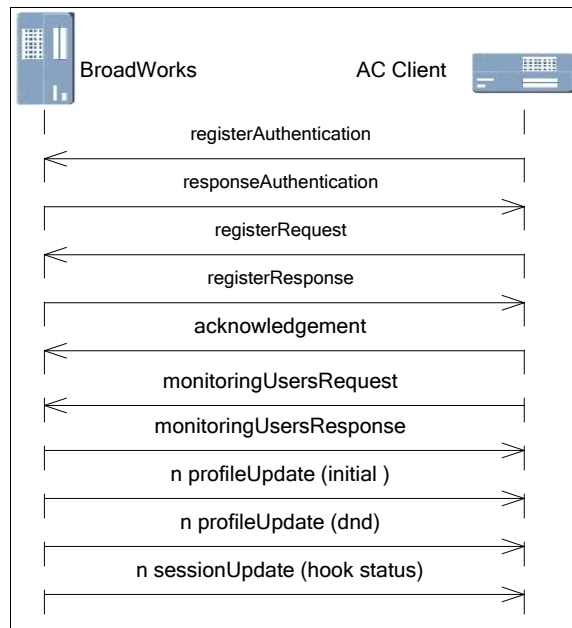 BroadWorks
AC Client
registerAuthentication
responseAuthentication
registerRequest
registerResponse
acknowledgement
monitoringUsersRequest
monitoringUsersResponse
n profileUpdate (initial )
n profileUpdate (dnd)
n sessionUpdate (hook status)